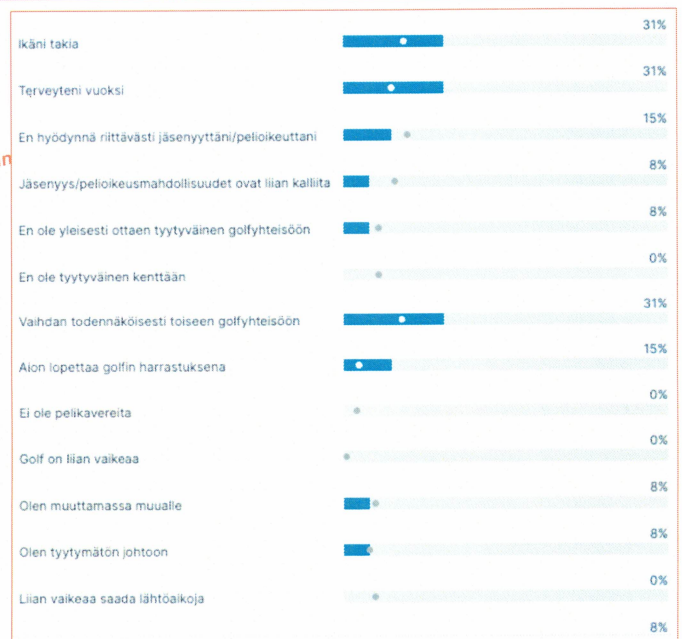 31%
Ikäni takia
31%
Terveyteni vuoksi
15%
En hyödynnä riittävästi jäsenyyttäni/pelioikeuttani
8%
Jäsenyys/pelioikeusmahdollisuudet ovat liian kalliita
8%
En ole yleisesti ottaen tyytyväinen golfyhteisöön
0%
En ole tyytyväinen kenttään
31%
Vaihdan todennäköisesti toiseen golfyhteisöön
15%
Aion lopettaa golfin harrastuksena
0%
Ei ole pelikavereita
0%
Golf on liian vaikeaa
8%
Olen muuttamassa muualle
8%
Olen tyytymätön johtoon
0%
Liian vaikeaa saada lähtöaikoja
8%